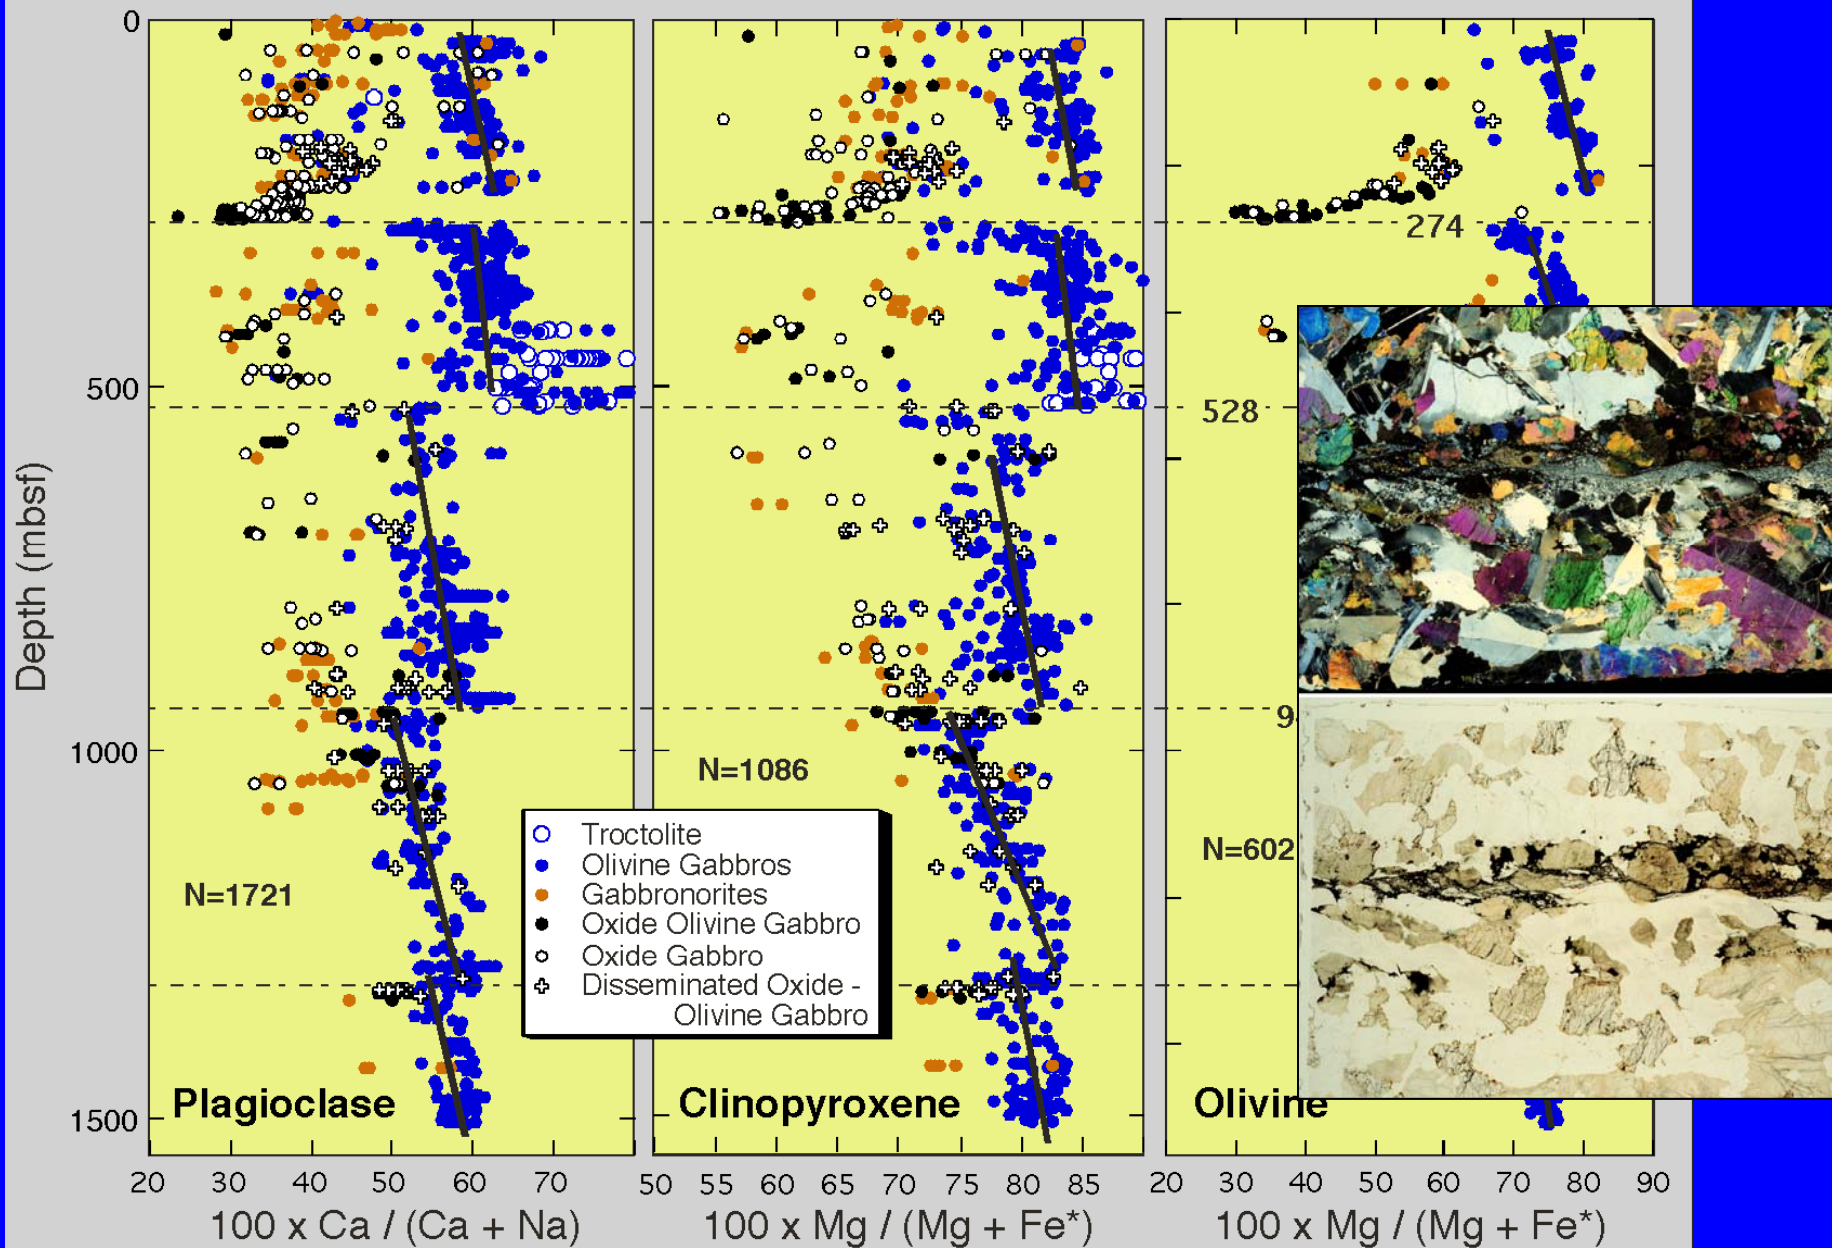 0
500
1000
1500
Depth (mbsf)
274
528
9
N=1721
N=1086
N=602
Troctolite
Olivine Gabbros
Gabbronorites
Oxide Olivine Gabbro
Oxide Gabbro
Disseminated Oxide -
Olivine Gabbro
Plagioclase
Clinopyroxene
Olivine
20 30 40 50 60 70
50 55 60 65 70 75 80 85
20 30 40 50 60 70 80 90
100 x Ca / (Ca + Na)
100 x Mg / (Mg + Fe*)
100 x Mg / (Mg + Fe*)